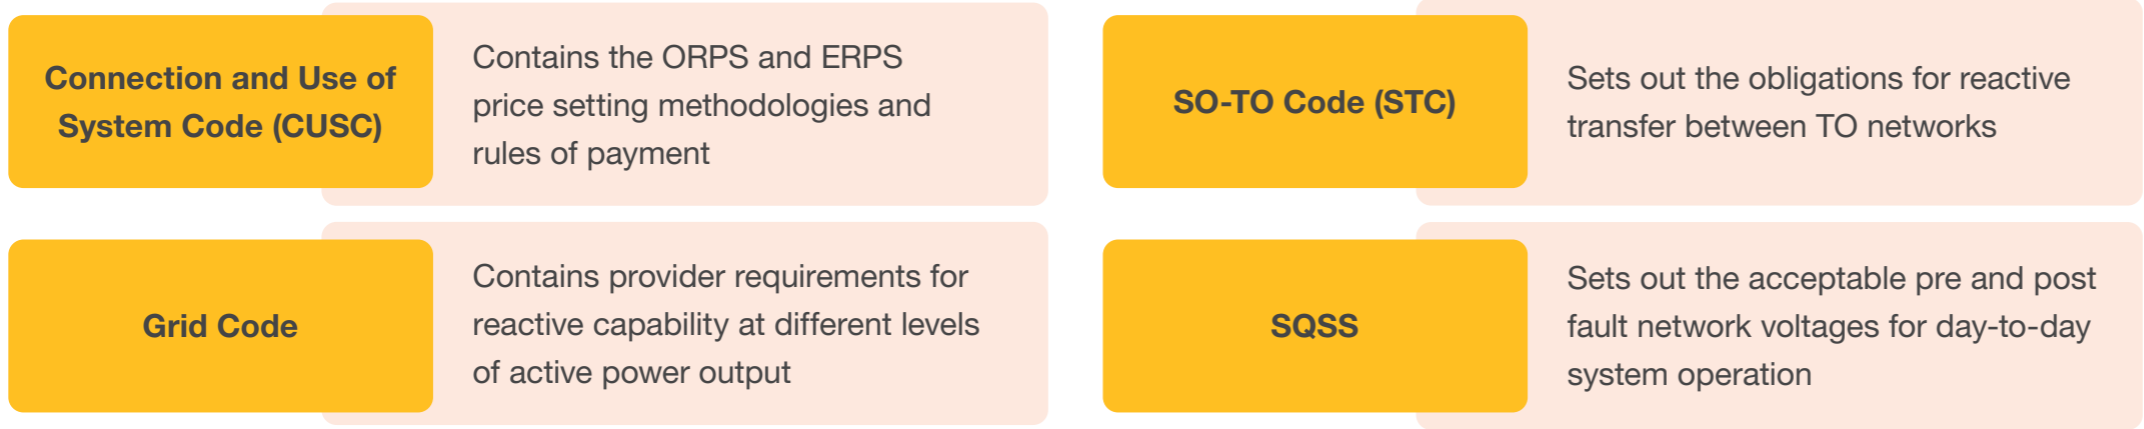 Connection and Use of
System Code (CUSC)
Contains the ORPS and ERPS
price setting methodologies and
rules of payment
SO-TO Code (STC)
Sets out the obligations for reactive
transfer between TO networks
Grid Code
Contains provider requirements for
reactive capability at different levels
of active power output
SQSS
Sets out the acceptable pre and post
fault network voltages for day-to-day
system operation